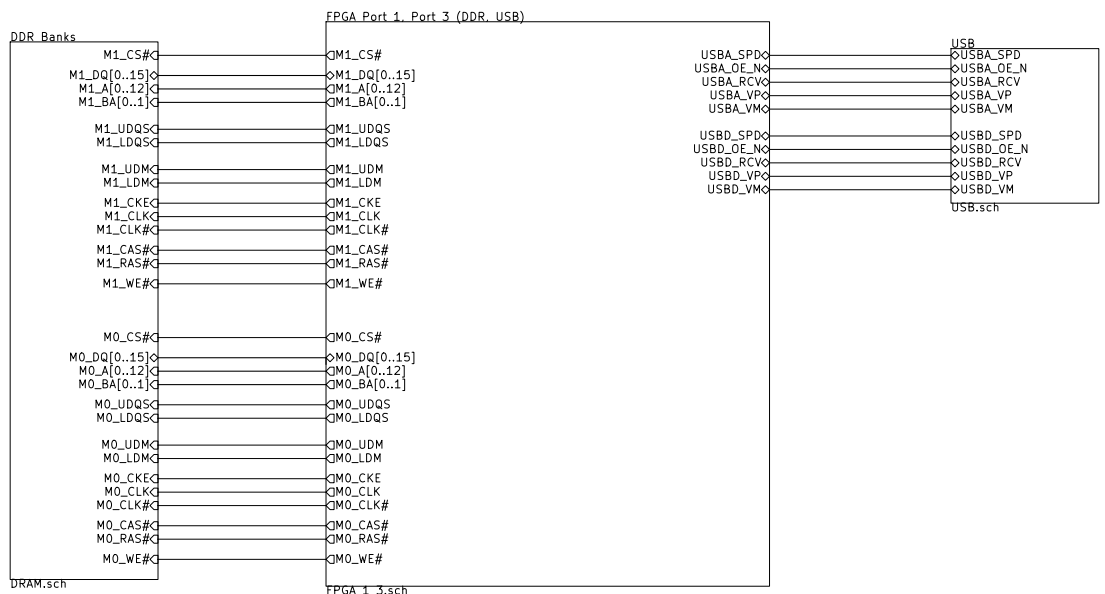 FPGA Port 1, Port 3 (DDR, USB)
DDR Banks
M1_CS#
M1_DQ[0..15]
M1_A[0..12]
M1_BA[0..1]
M1_UDQS
M1_LDQS
M1_UDM
M1_LDM
M1_CKE
M1_CLK
M1_CLK#
M1_CAS#
M1_RAS#
M1_WE#
M0_CS#
M0_DQ[0..15]
M0_A[0..12]
M0_BA[0..1]
M0_UDQS
M0_LDQS
M0_UDM
M0_LDM
M0_CKE
M0_CLK
M0_CLK#
M0_CAS#
M0_RAS#
M0_WE#
DRAM.sch
M1_CS#
M1_DQ[0..15]
M1_A[0..12]
M1_BA[0..1]
M1_UDQS
M1_LDQS
M1_UDM
M1_LDM
M1_CKE
M1_CLK
M1_CLK#
M1_CAS#
M1_RAS#
M1_WE#
M0_CS#
M0_DQ[0..15]
M0_A[0..12]
M0_BA[0..1]
M0_UDQS
M0_LDQS
M0_UDM
M0_LDM
M0_CKE
M0_CLK
M0_CLK#
M0_CAS#
M0_RAS#
M0_WE#
FPGA_1_3.sch
USBA_SPD
USBA_OE_N
USBA_RCV
USBA_VP
USBA_VM
USBD_SPD
USBD_OE_N
USBD_RCV
USBD_VP
USBD_VM
USB
USBA_SPD
USBA_OE_N
USBA_RCV
USBA_VP
USBA_VM
USBD_SPD
USBD_OE_N
USBD_RCV
USBD_VP
USBD_VM
USB.sch